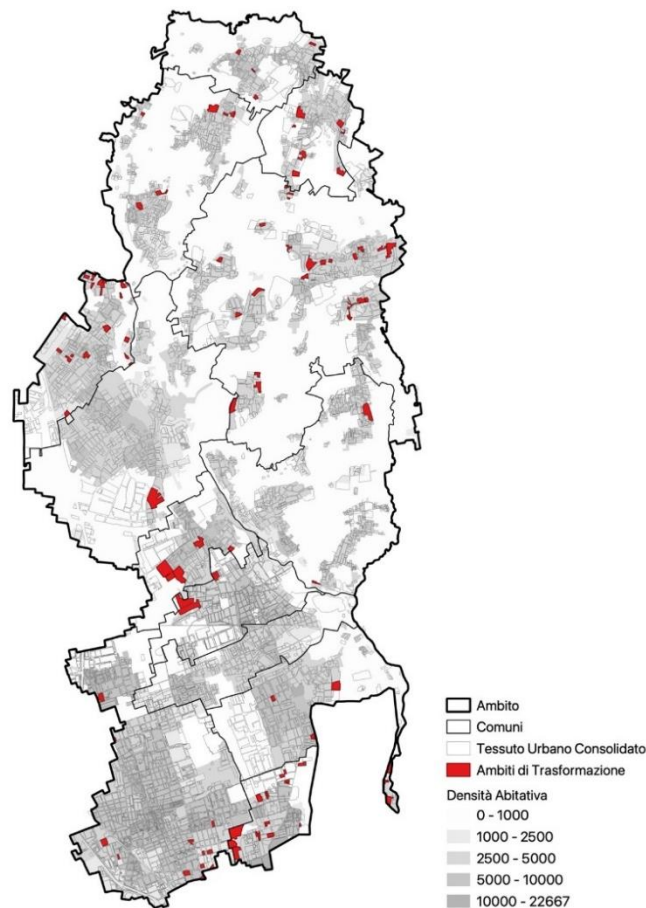 Ambito
Comuni
Tessuto Urbano Consolidato
Ambiti di Trasformazione
Densità Abitativa
0 - 1000
1000 - 2500
2500 - 5000
5000 - 10000
10000 - 22667